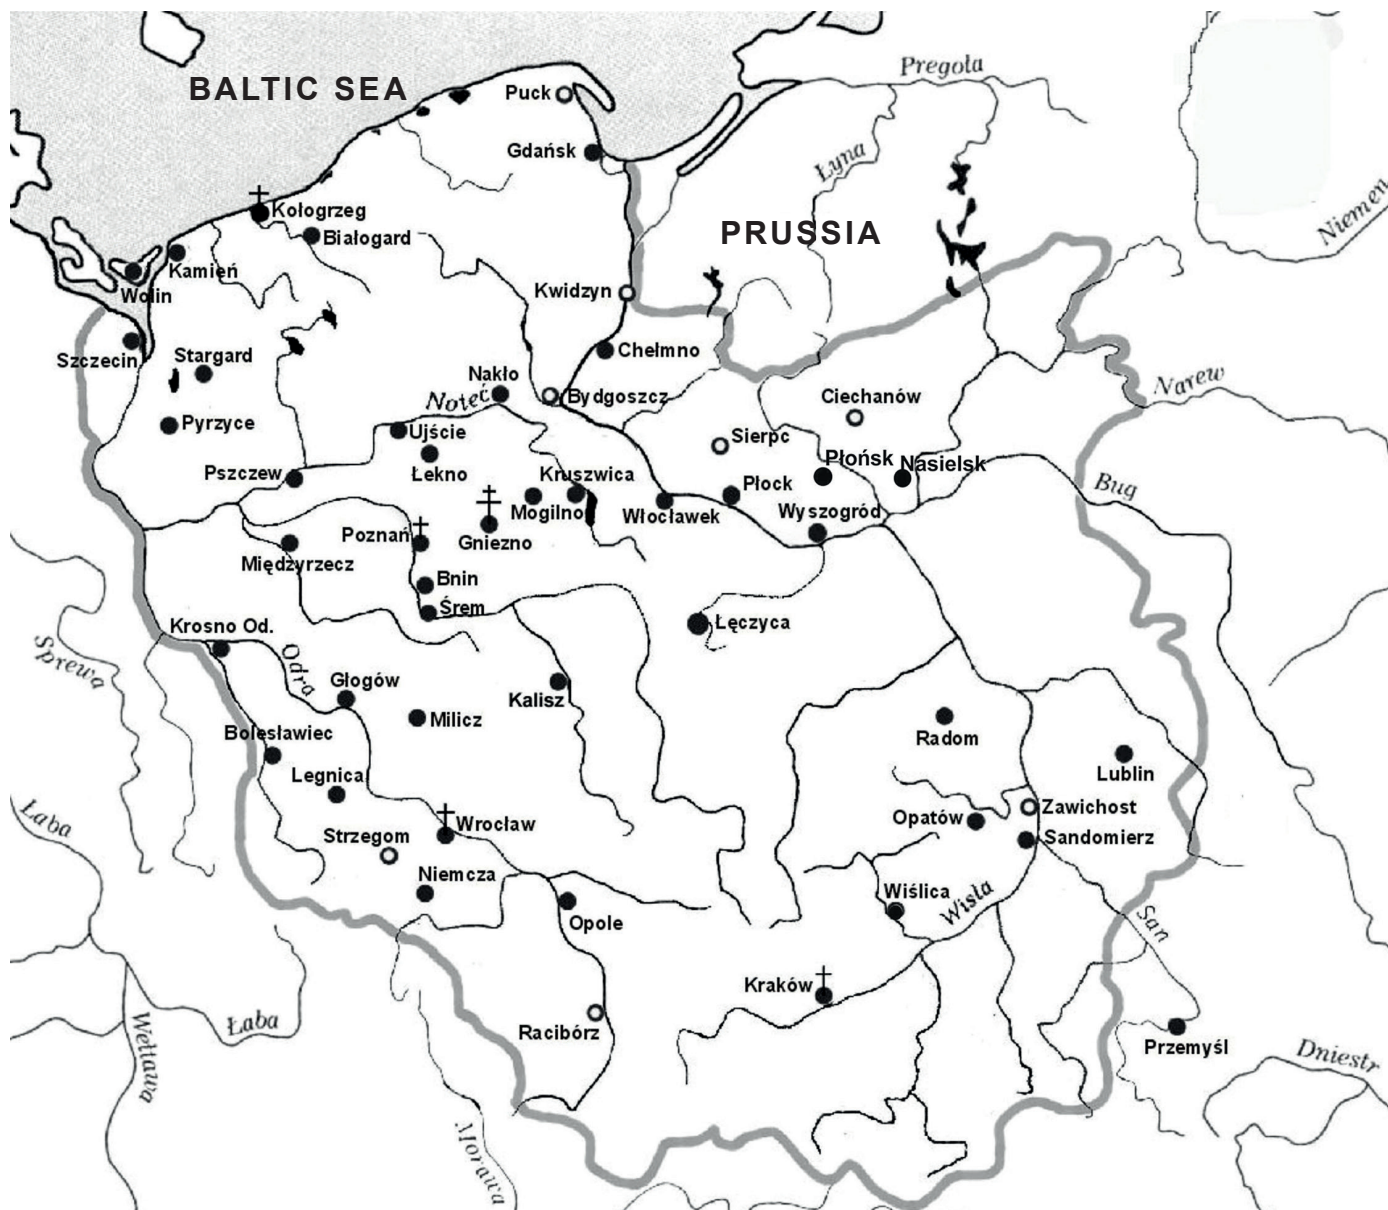 Pregoła
BALTIC SEA
Puck
Gdańsk
Łyna
Niemen
Kołogrzeg
Białogard
PRUSSIA
Kamień
Wolin
Kwidzyn
Szczecin
Stargard
Chełmno
Nakło
Noteć
Bydgoszcz
Ciechanów
Narew
Pyrzyce
Ujście
Sierpc
Łekno
Pszczew
Kruszwica
Płońsk
Nasielsk
Płock
Bug
Mogilno
Włocławek
Wyszogród
Poznań
Gniezno
Międzyrzecz
Bnin
Śrem
Krosno Od.
Łęczyca
Sprewa
Odra
Głogów
Kalisz
Milicz
Radom
Bolesławiec
Legnica
Lublin
Łaba
Zawichost
Opatów
Strzegom
Wrocław
Sandomierz
Niemcza
Wiślica
Wisła
Opole
San
Kraków
Łaba
Wełtawa
Racibórz
Przemyśl
Dniestr
Morawa